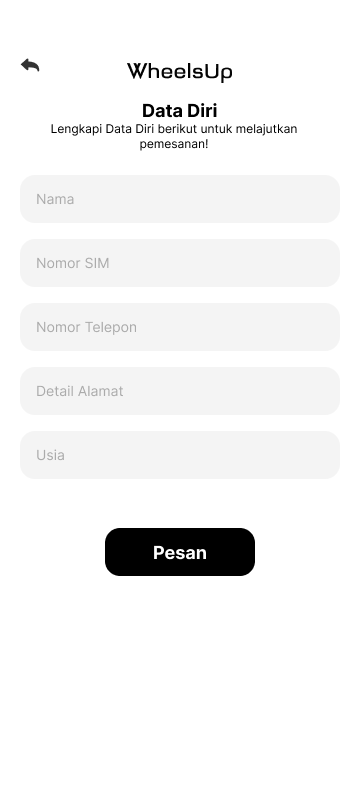 WheelsUp
Data Diri
Lengkapi Data Diri berikut untuk melajutkan
pemesanan!
Nama
Nomor SIM
Nomor Telepon
Detail Alamat
Usia
Pesan